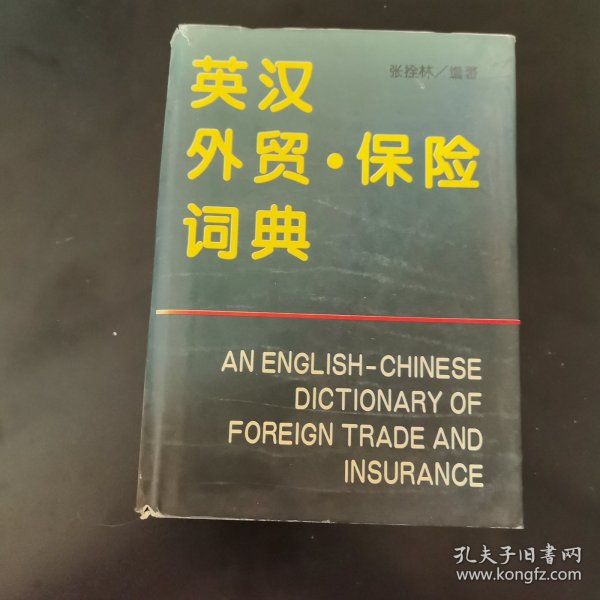 张拴林／编著
英汉
外贸·保险
词典
AN ENGLISH-CHINESE
DICTIONARY OF
FOREIGN TRADE AND
INSURANCE
孔夫子旧书网
www.kongfz.com